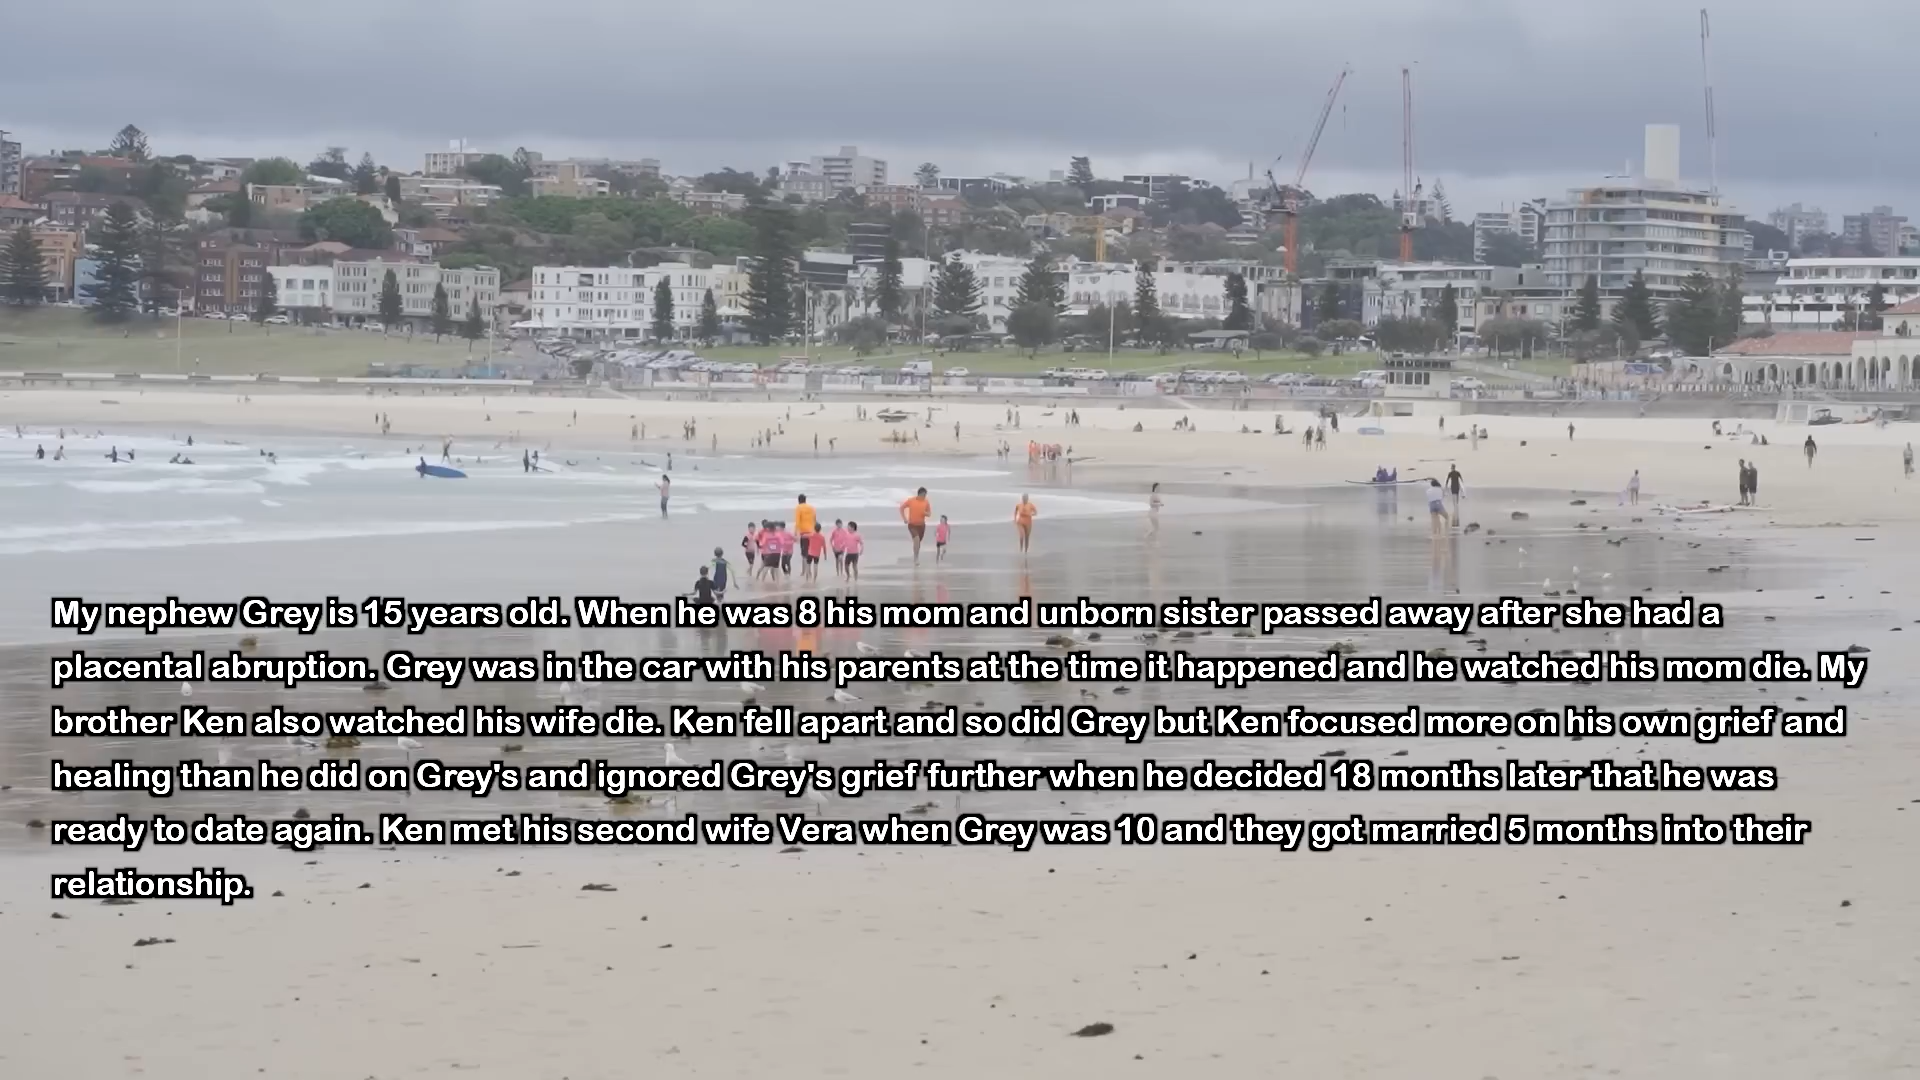 My nephew Grey is 15 years old. When he was 8 his mom and unborn sister passed away after she had a
placental abruption. Grey was in the car with his parents at the time it happened and he watched his mom die. My
brother Ken also watched his wife die. Ken fell apart and so did Grey but Ken focused more on his own grief and
healing than he did on Grey's and ignored Grey's grief further when he decided 18 months later that he was
ready to date again. Ken met his second wife Vera when Grey was 10 and they got married 5 months into their
relationship.